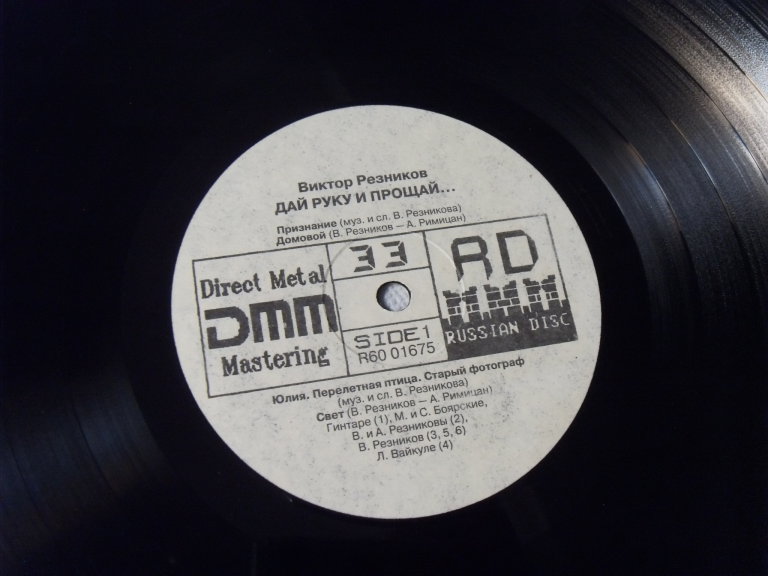 Виктор Резников
ДАЙ РУКУ И ПРОЩАЙ...
Признание (муз. и сл. В. Резникова)
Домовой (В. Резников — А. Римицан)
Direct Metal
DMM
Mastering
33
SIDE 1
R60 01675
RD
RUSSIAN DISC
Юлия. Перелетная птица. Старый фотограф
(муз. и сл. В. Резникова)
Свет (В. Резников — А. Римицан)
Гинтаре (1), М. и С. Боярские,
В. и А. Резниковы (2),
В. Резников (3, 5, 6)
Л. Вайкуле (4)